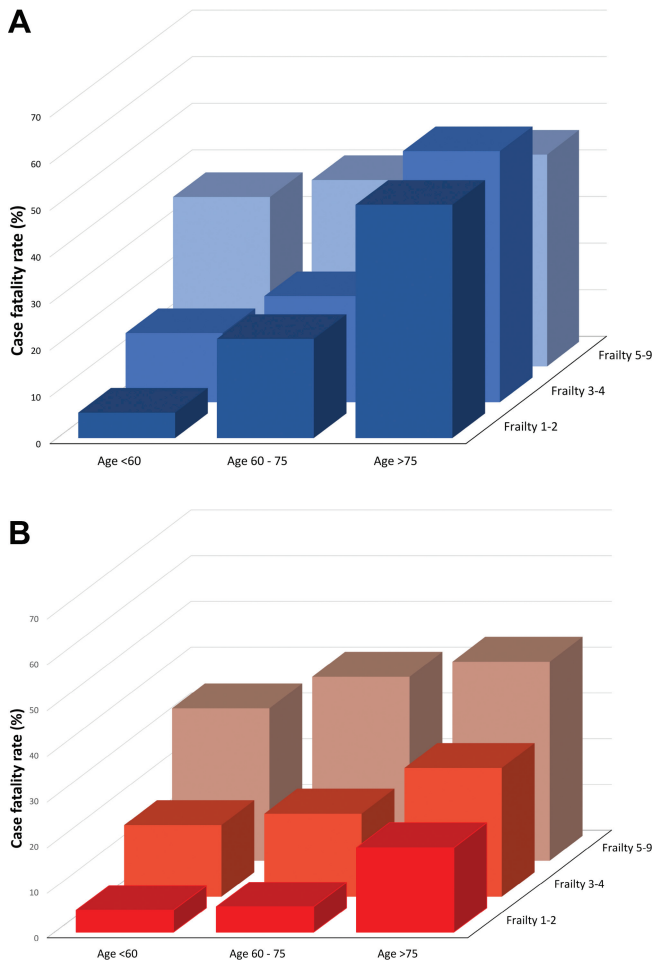 A
Case fatality rate (%)
70
60
50
40
30
20
10
0
Age <60
Age 60 - 75
Age >75
Frailty 1-2
Frailty 3-4
Frailty 5-9
B
Case fatality rate (%)
70
60
50
40
30
20
10
0
Age <60
Age 60 - 75
Age >75
Frailty 1-2
Frailty 3-4
Frailty 5-9